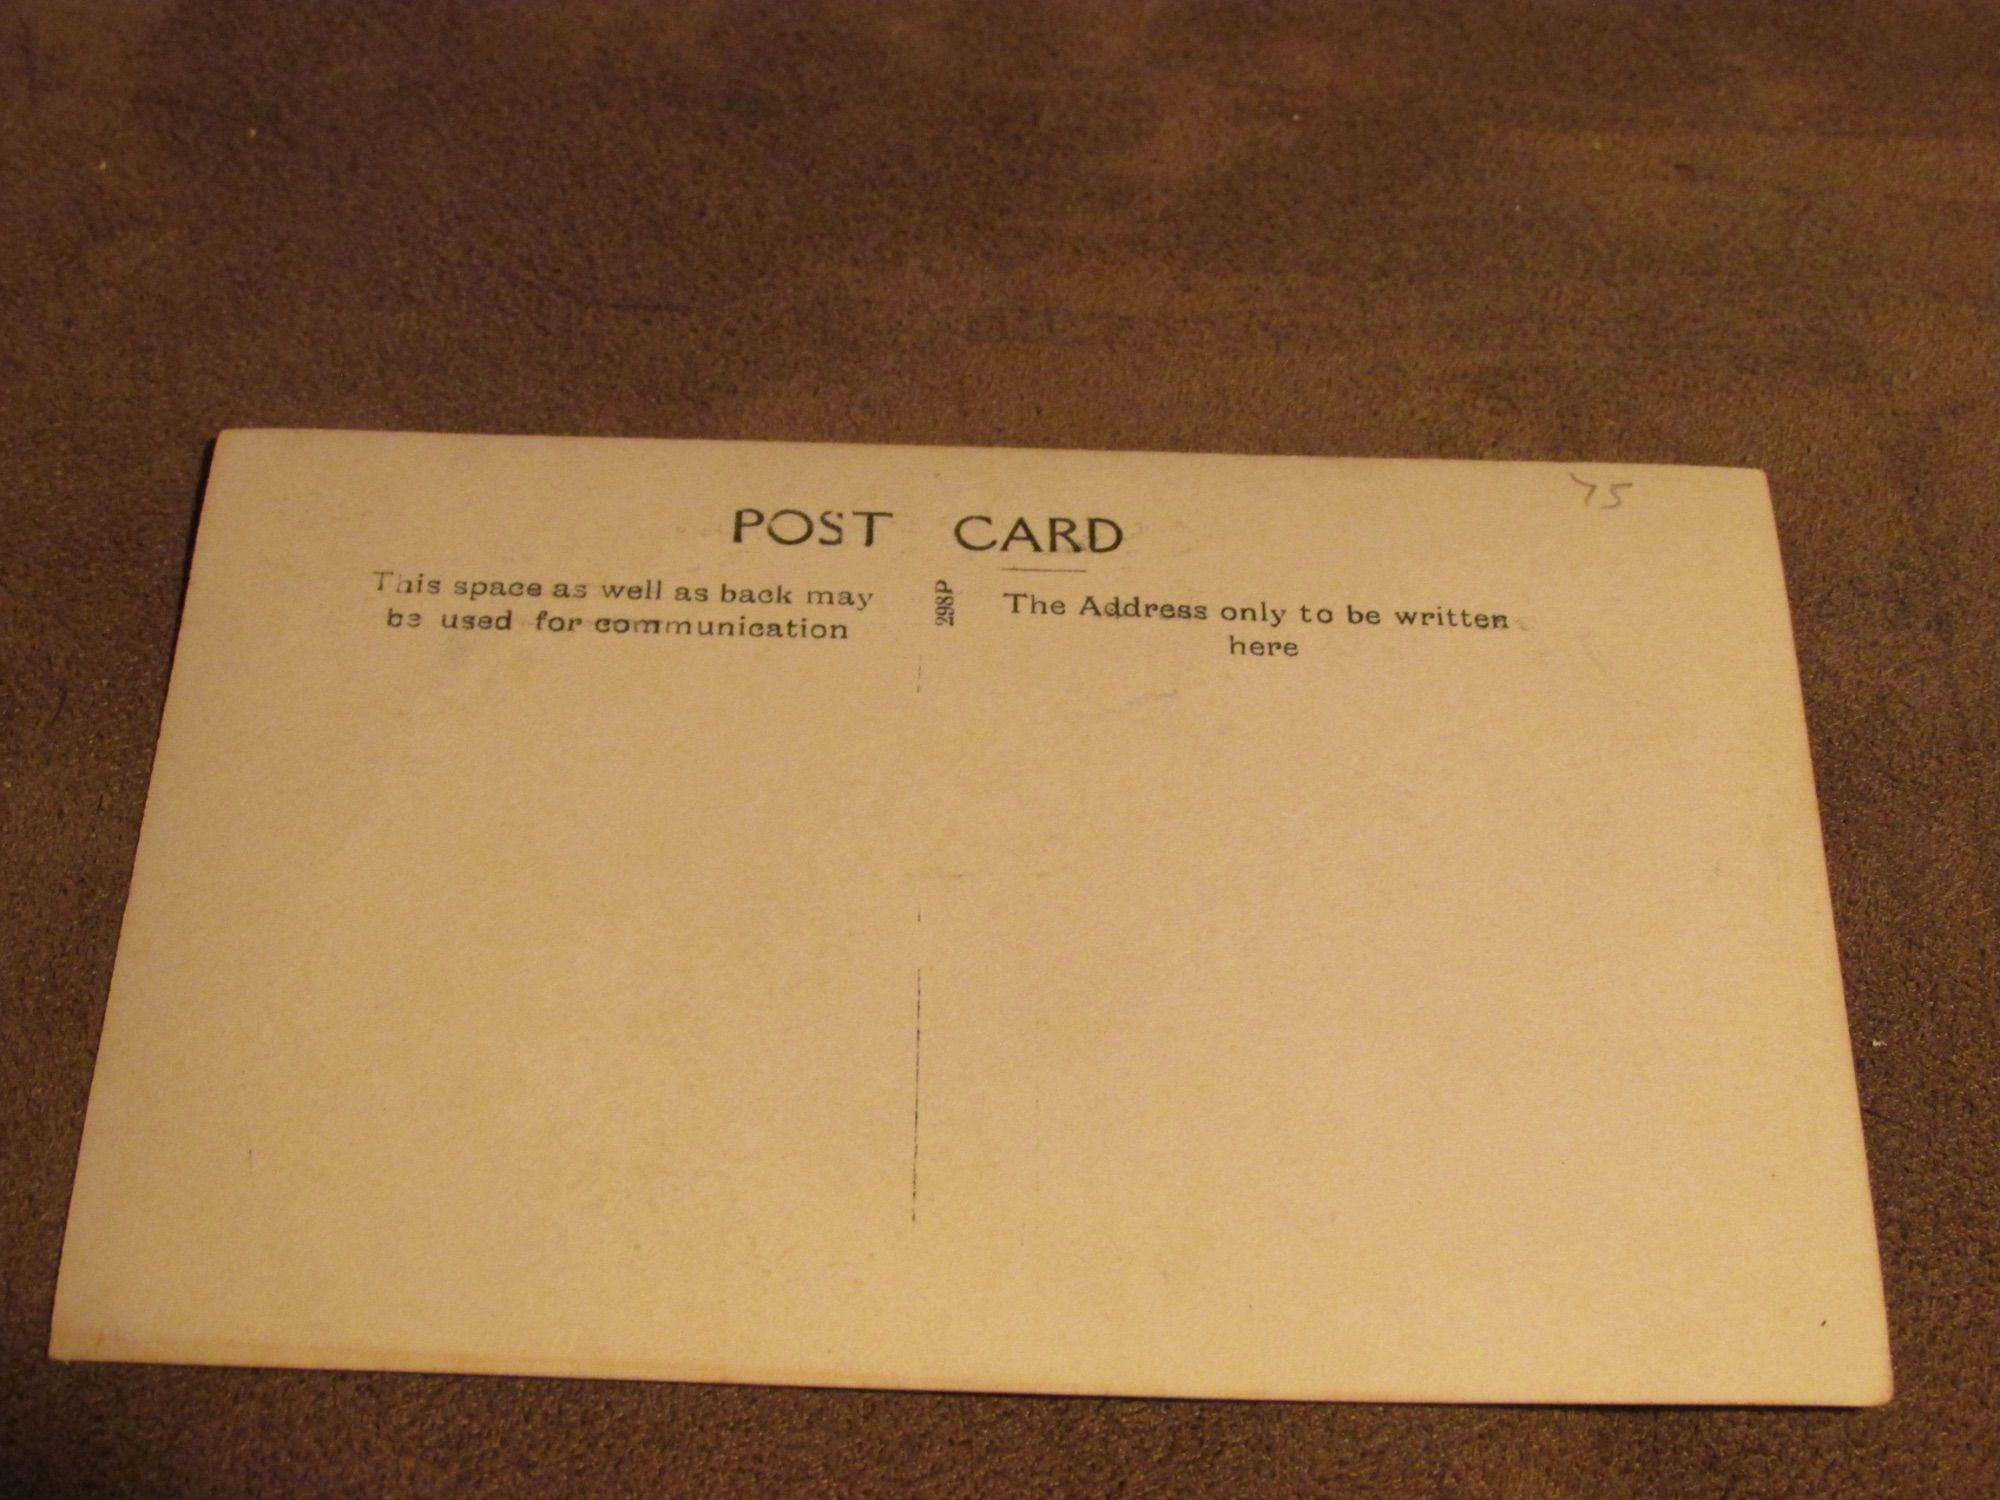 75
POST CARD
This space as well as back may
be used for communication
298P
The Address only to be written
here